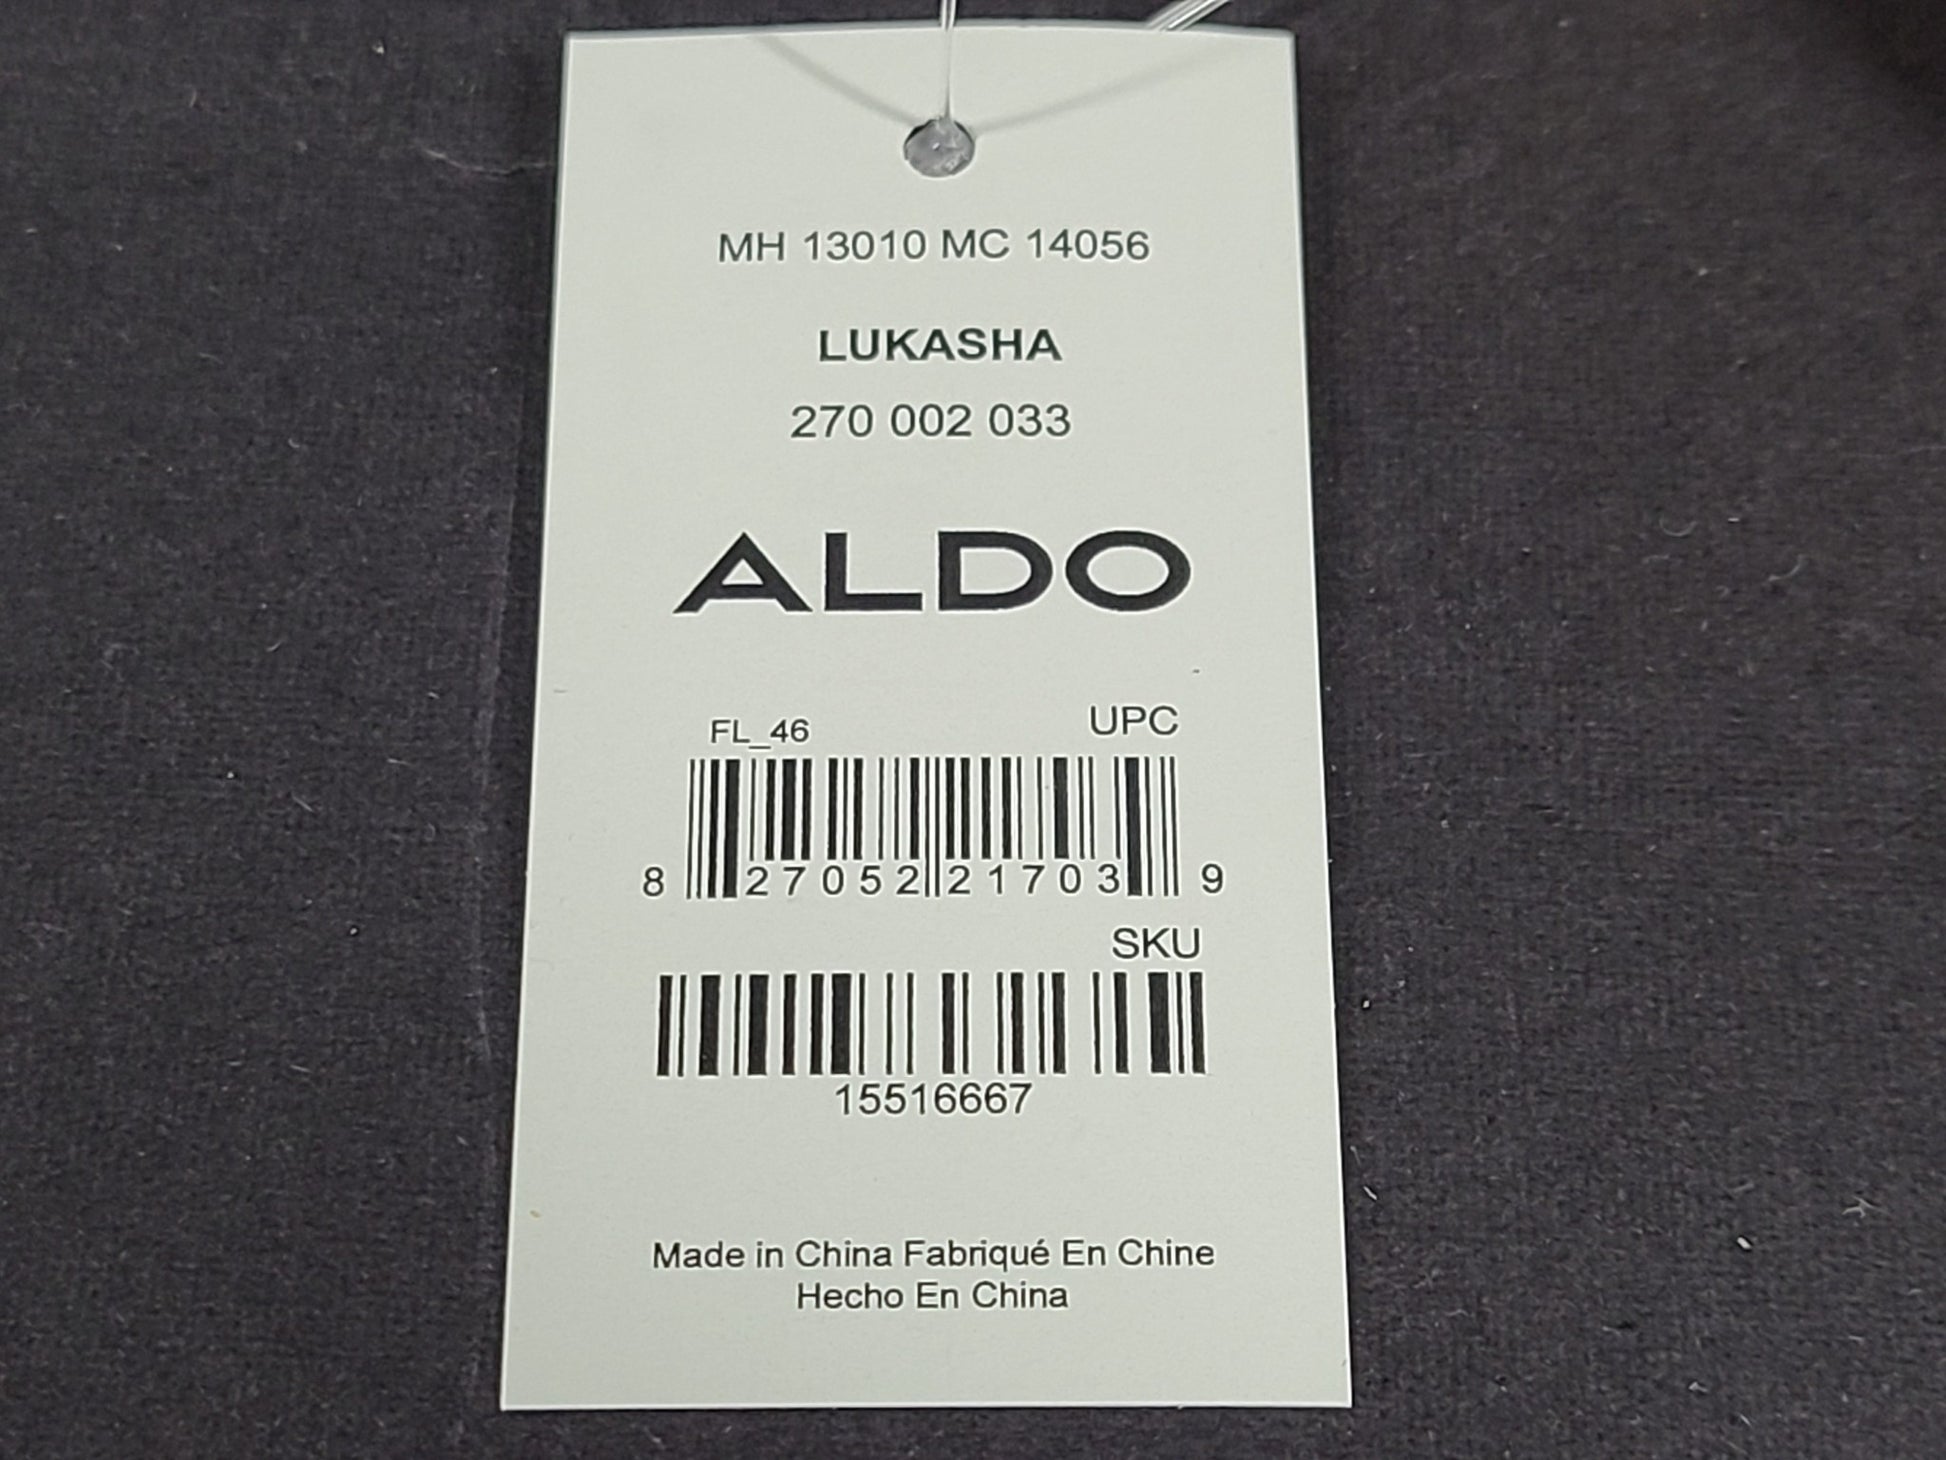 MH 13010 MC 14056
LUKASHA
270 002 033
ALDO
FL_46 UPC
8 27052 21703 9
SKU
15516667
Made in China Fabriqué En Chine
Hecho En China